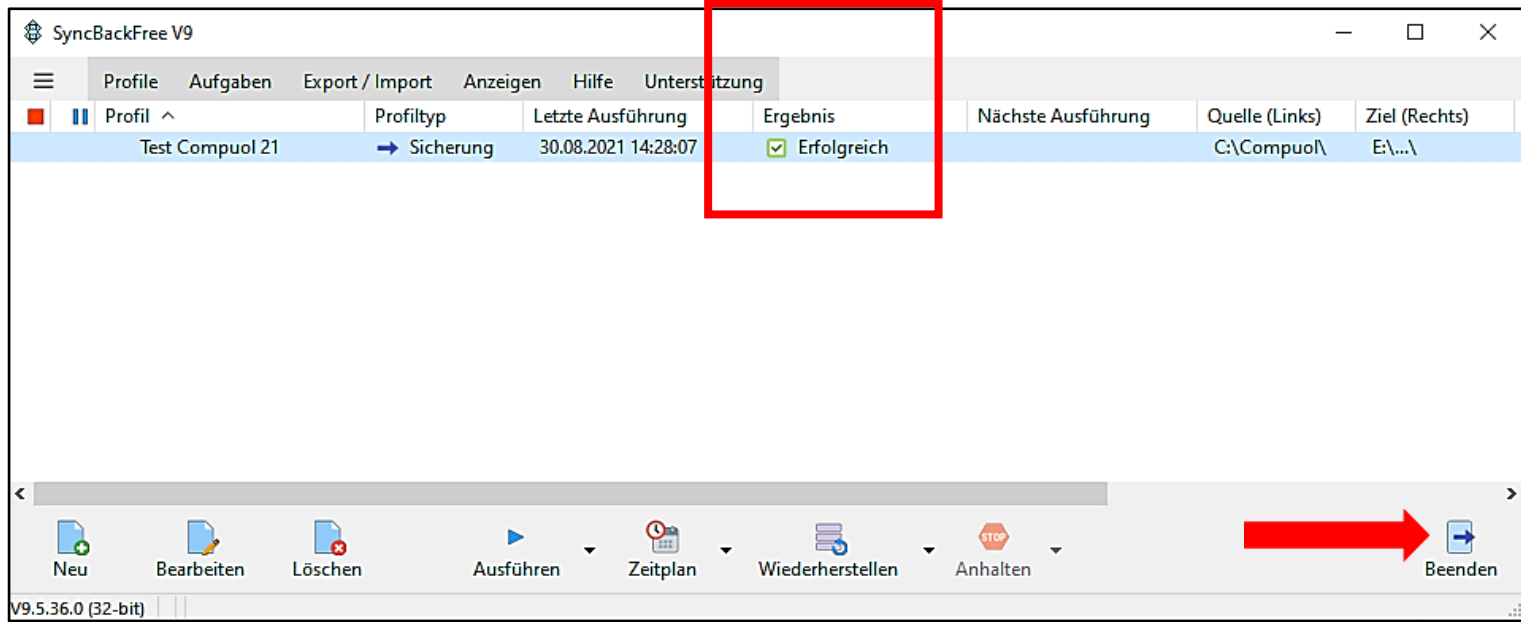 SyncBackFree V9
Profile Aufgaben Export / Import Anzeigen Hilfe Unterstützung
Profil Profiltyp Letzte Ausführung Ergebnis Nächste Ausführung Quelle (Links) Ziel (Rechts)
Test Compuol 21 Sicherung 30.08.2021 14:28:07 Erfolgreich C:\Compuol\ E:\...\
STOP
Neu Bearbeiten Löschen Ausführen Zeitplan Wiederherstellen Anhalten Beenden
V9.5.36.0 (32-bit)